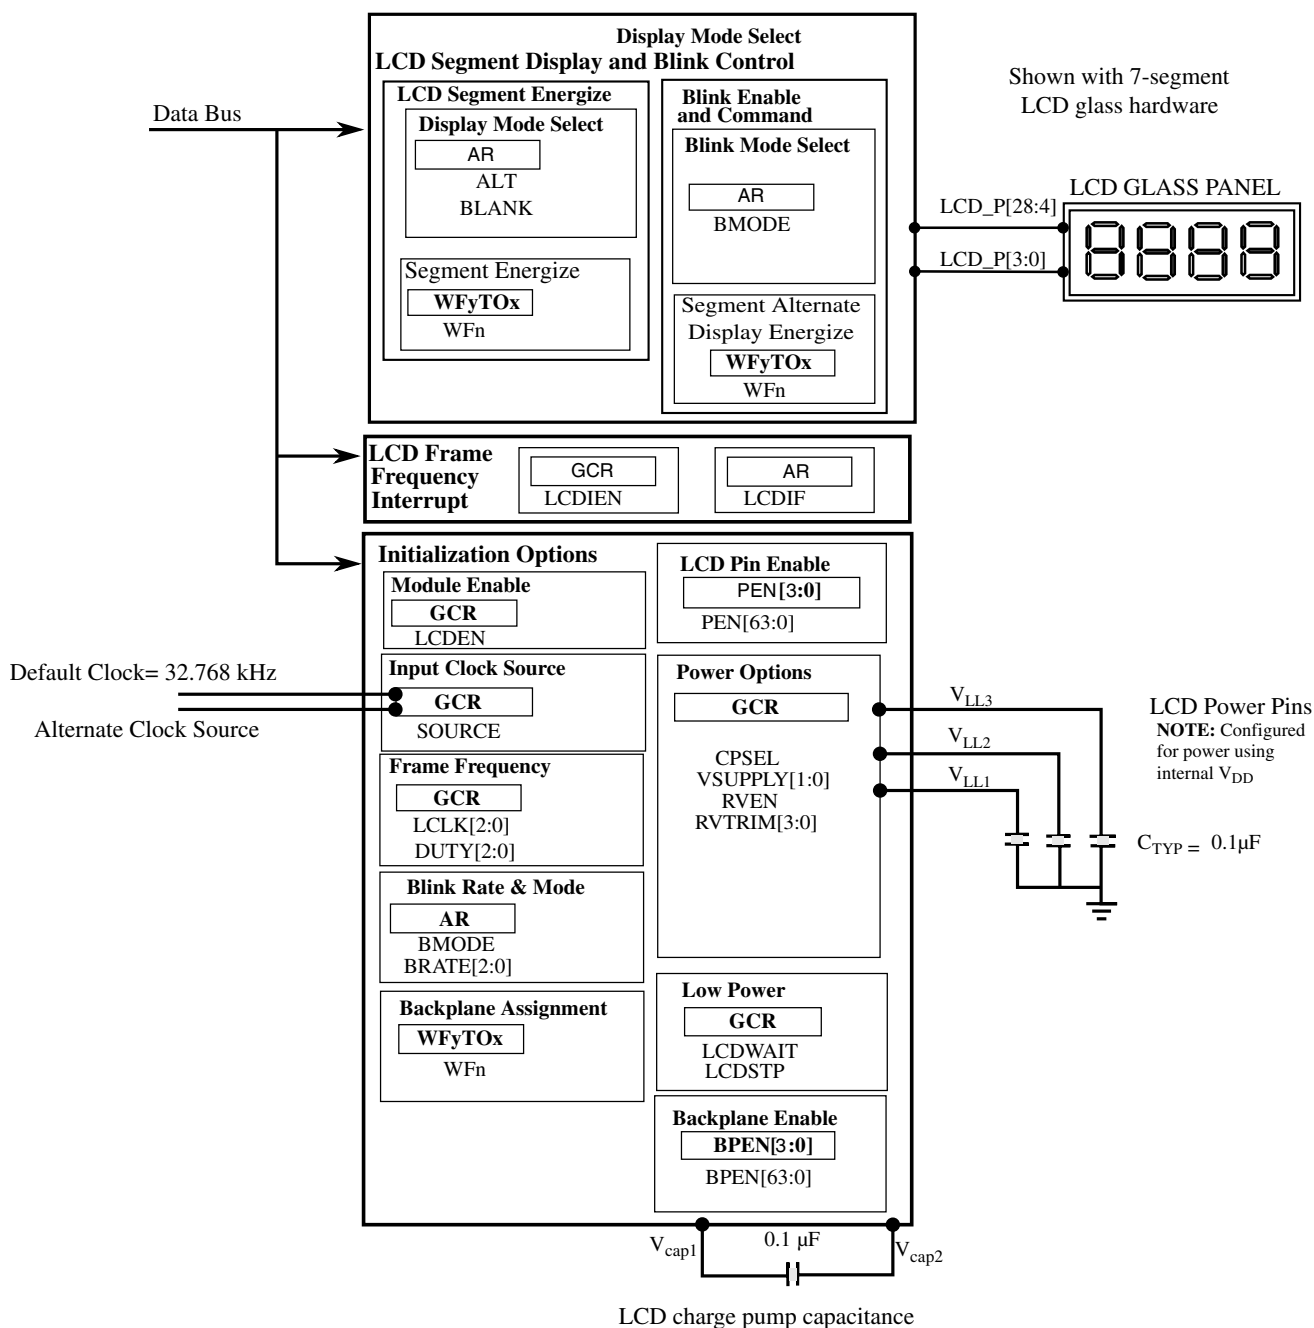 Display Mode Select
LCD Segment Display and Blink Control
LCD Segment Energize
Display Mode Select
AR
ALT
BLANK
Segment Energize
WFyTOx
WFn
Blink Enable
and Command
Blink Mode Select
AR
BMODE
Segment Alternate
Display Energize
WFyTOx
WFn
Data Bus
Shown with 7-segment
LCD glass hardware
LCD_P[28:4]
LCD_P[3:0]
LCD GLASS PANEL
LCD Frame
Frequency
Interrupt
GCR
LCDIEN
AR
LCDIF
Initialization Options
Module Enable
GCR
LCDEN
Default Clock= 32.768 kHz
Alternate Clock Source
Input Clock Source
GCR
SOURCE
Frame Frequency
GCR
LCLK[2:0]
DUTY[2:0]
Blink Rate & Mode
AR
BMODE
BRATE[2:0]
Backplane Assignment
WFyTOx
WFn
LCD Pin Enable
PEN[3:0]
PEN[63:0]
Power Options
GCR
CPSEL
VSUPPLY[1:0]
RVEN
RVTRIM[3:0]
Low Power
GCR
LCDWAIT
LCDSTP
Backplane Enable
BPEN[3:0]
BPEN[63:0]
VLL3
VLL2
VLL1
LCD Power Pins
NOTE: Configured
for power using
internal VDD
CTYP = 0.1µF
Vcap1
0.1 µF
Vcap2
LCD charge pump capacitance